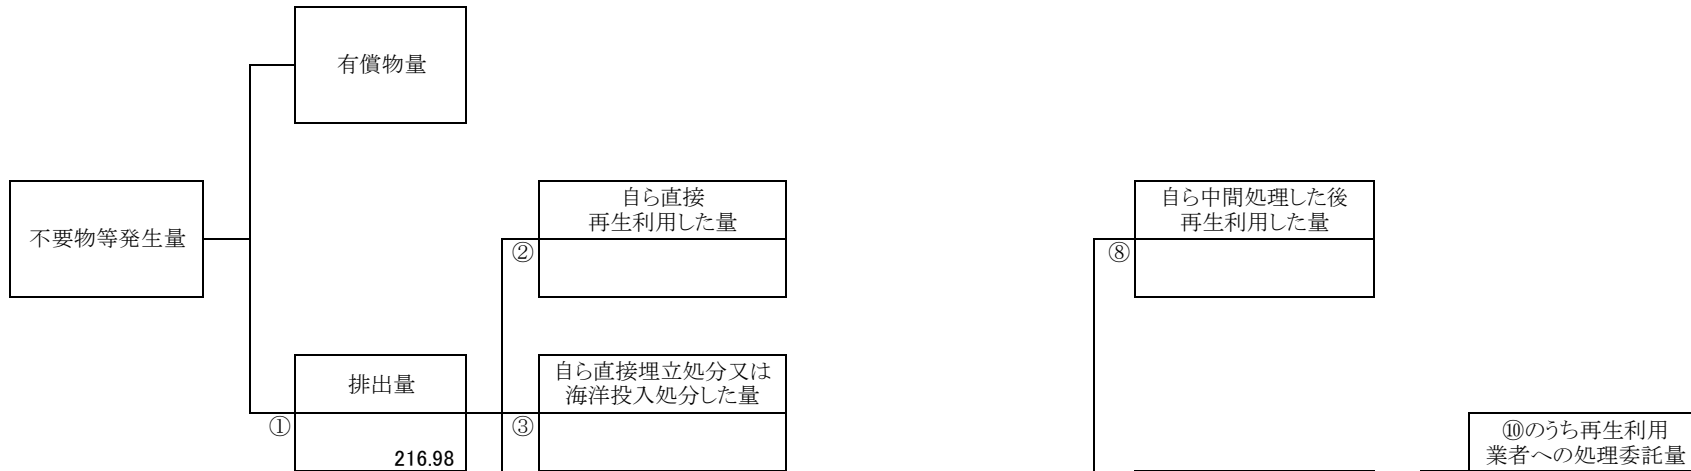 有償物量
不要物等発生量
自ら直接
再生利用した量
②
自ら中間処理した後
再生利用した量
⑧
排出量
①
216.98
自ら直接埋立処分又は
海洋投入処分した量
③
⑩のうち再生利用
業者への処理委託量